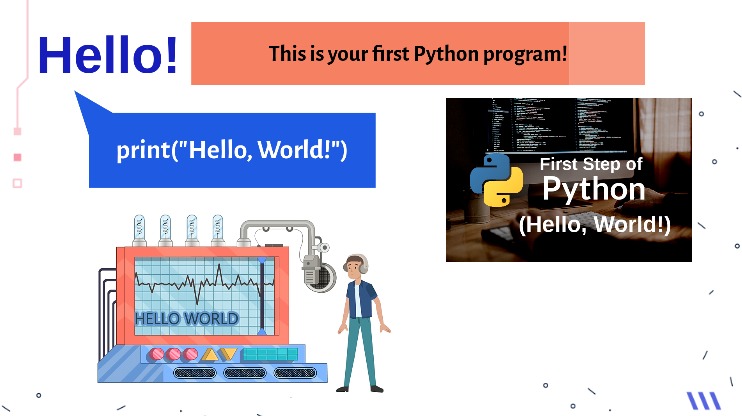 Hello!
This is your first Python program!
print("Hello, World!")
First Step of
Python
(Hello, World!)
HELLO WORLD